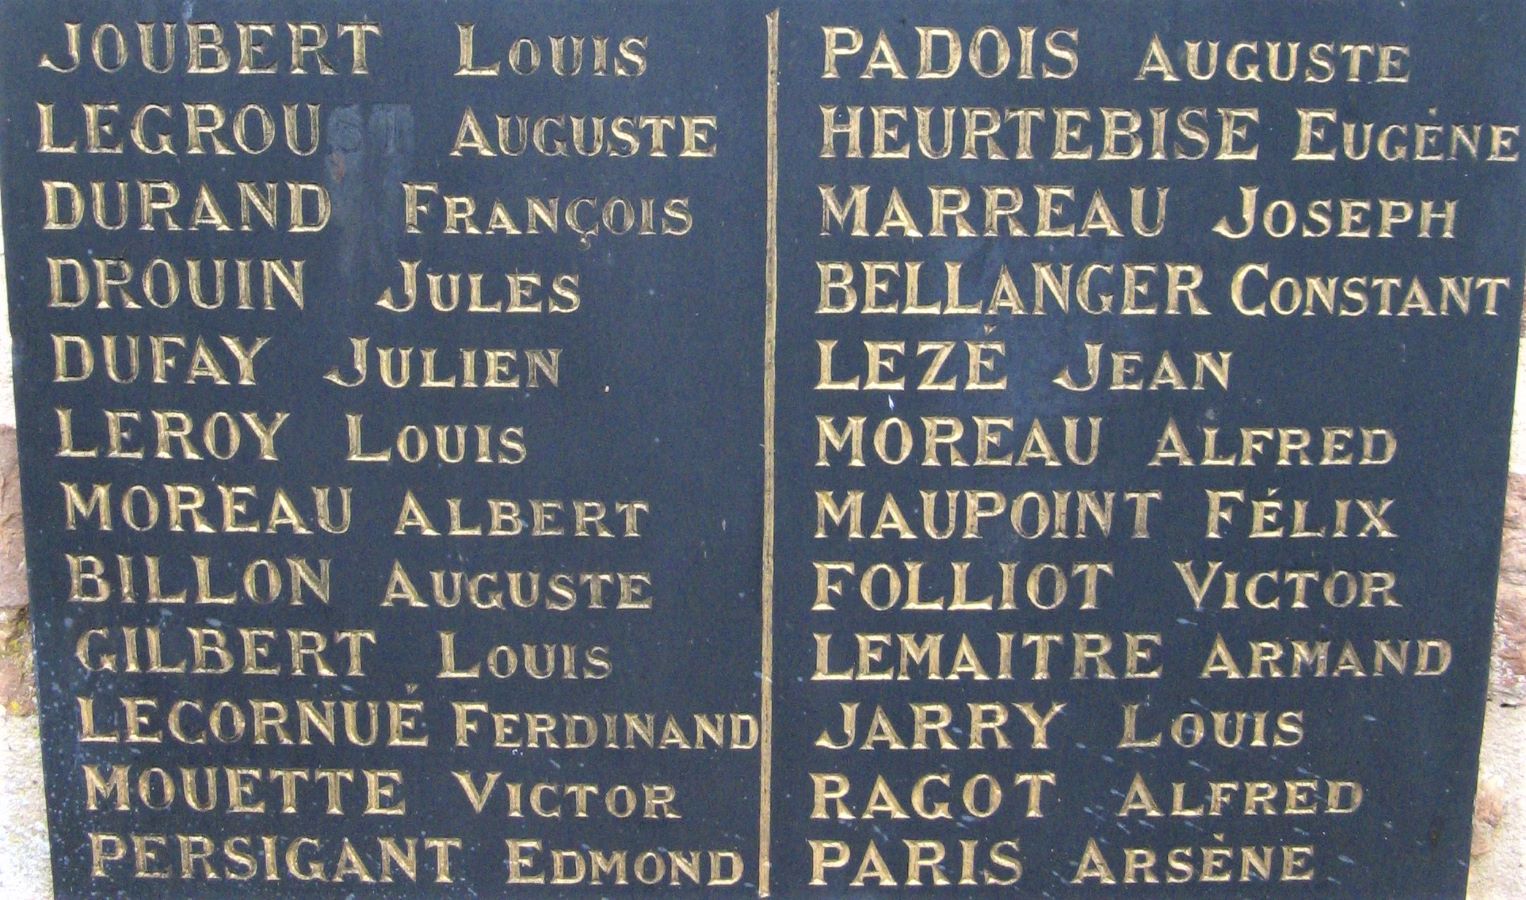 JOUBERT LOUIS
LEGROU AUGUSTE
DURAND FRANÇOIS
DROUIN JULES
DUFAY JULIEN
LEROY LOUIS
MOREAU ALBERT
BILLON AUGUSTE
GILBERT LOUIS
LECORNUÉ FERDINAND
MOUETTE VICTOR
PERSIGANT EDMOND
PADOIS AUGUSTE
HEURTEBISE EUGÈNE
MARREAU JOSEPH
BELLANGER CONSTANT
LEZÉ JEAN
MOREAU ALFRED
MAUPOINT FÉLIX
FOLLIOT VICTOR
LEMAITRE ARMAND
JARRY LOUIS
RAGOT ALFRED
PARIS ARSÈNE